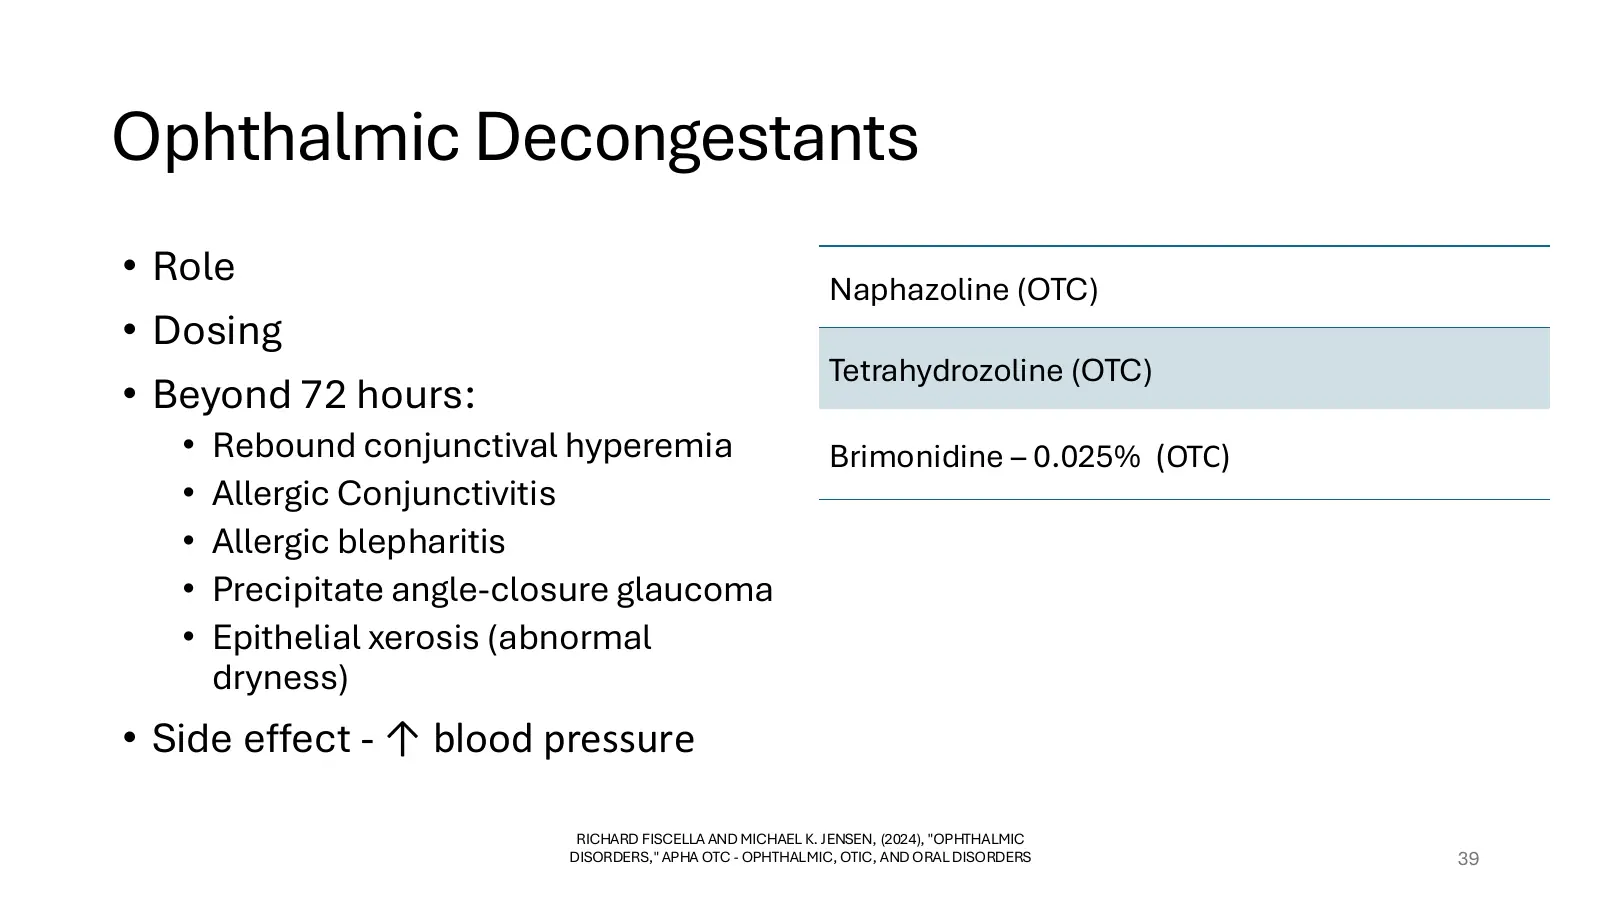 Ophthalmic Decongestants
• Role
• Dosing
• Beyond 72 hours:
• Rebound conjunctival hyperemia
• Allergic Conjunctivitis
• Allergic blepharitis
• Precipitate angle-closure glaucoma
• Epithelial xerosis (abnormal
dryness)
• Side effect - ↑ blood pressure
Naphazoline (OTC)
Tetrahydrozoline (OTC)
Brimonidine – 0.025% (OTC)
RICHARD FISCELLA AND MICHAEL K. JENSEN, (2024), "OPHTHALMIC
DISORDERS," APHA OTC - OPHTHALMIC, OTIC, AND ORAL DISORDERS
39